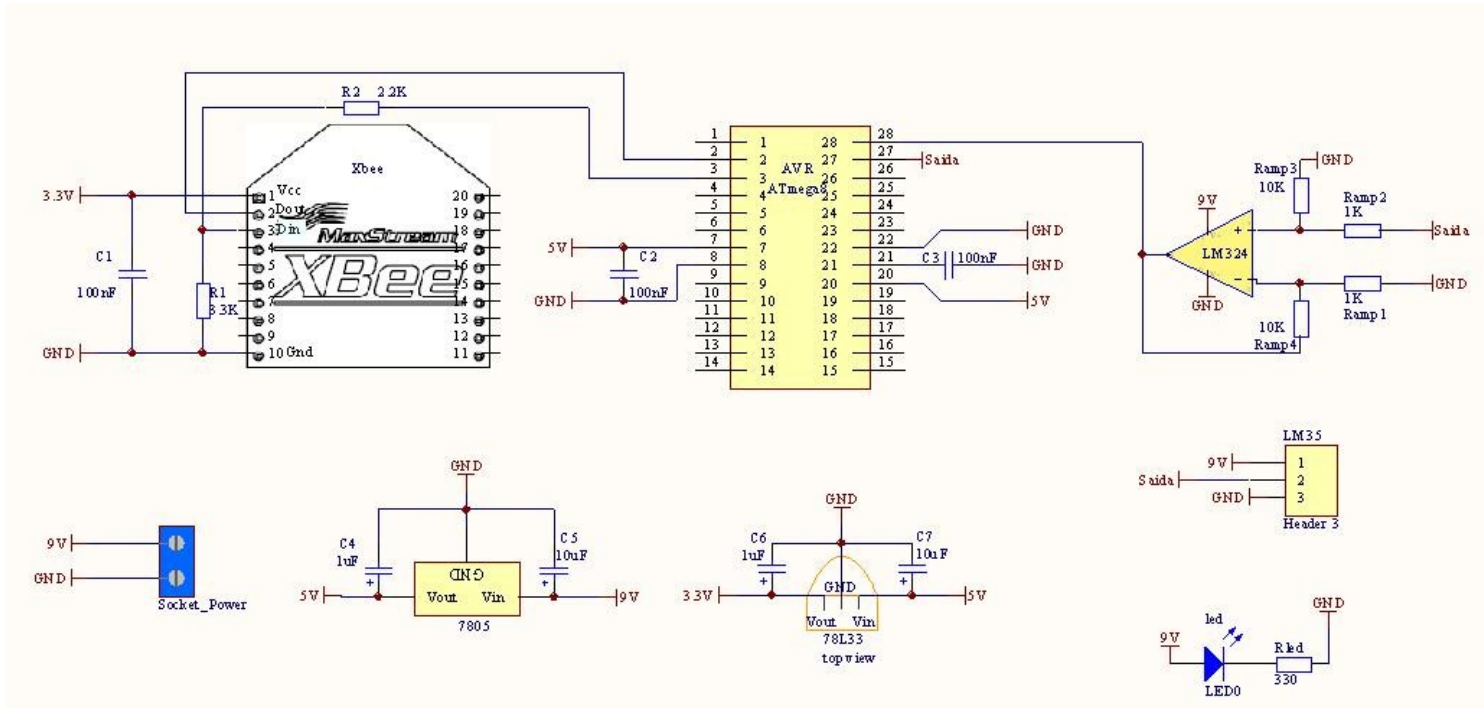 R2 2.2K
Xbee
3.3V
1 Vcc
2 Dout
3 Din
4
5
6
7
8
9
10 Gnd
20
19
18
17
16
15
14
13
12
11
MaxStream
XBee
C1
100nF
R1
3.3K
GND
5V
GND
C2
100nF
AVR
ATmega8
1
2
3
4
5
6
7
8
9
10
11
12
13
14
1
2
3
4
5
6
7
8
9
10
11
12
13
14
28
27
26
25
24
23
22
21
20
19
18
17
16
15
28
27
26
25
24
23
22
21
20
19
18
17
16
15
Saida
GND
C3 100nF
GND
5V
GND
Ramp3
10K
Ramp2
1K
Saida
9V
+
LM324
-
GND
GND
1K
Ramp1
10K
Ramp4
LM35
9V
1
Saida
2
GND
3
Header 3
9V
GND
Socket_Power
GND
C4
1uF
+
C5
10uF
+
GND
5V
Vout Vin
9V
7805
GND
C6
1uF
+
C7
10uF
+
GND
3.3V
Vout Vin
5V
78L33
topview
led
9V
LED0
Rled
330
GND